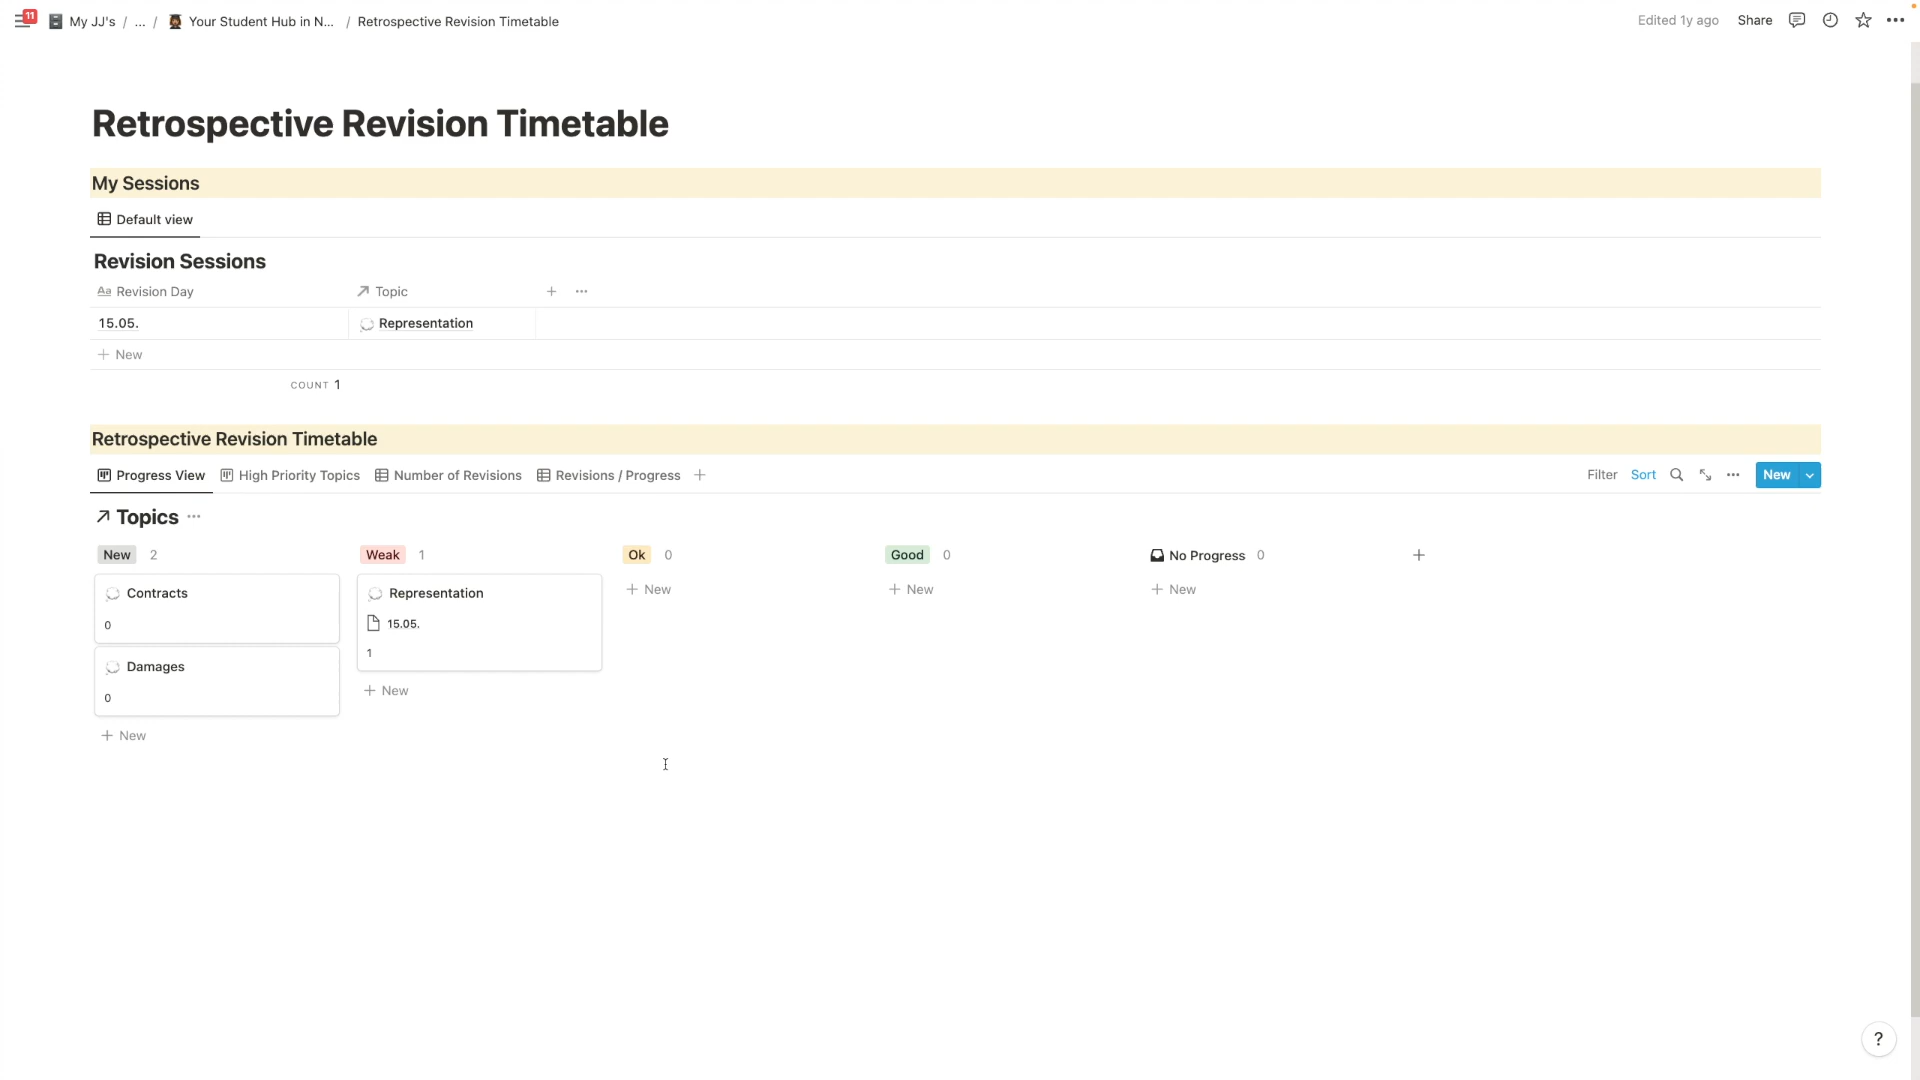 11 My JJ's / ... / Your Student Hub in N... / Retrospective Revision Timetable Edited 1y ago Share
Retrospective Revision Timetable
My Sessions
Default view
Revision Sessions
Aa Revision Day Topic
15.05. Representation
New
COUNT 1
Retrospective Revision Timetable
Progress View High Priority Topics Number of Revisions Revisions / Progress Filter Sort New
Topics
New 2 Weak 1 Ok 0 Good 0 No Progress 0
Contracts
0
Damages
0
New
Representation
15.05.
1
New
New
New
New
?